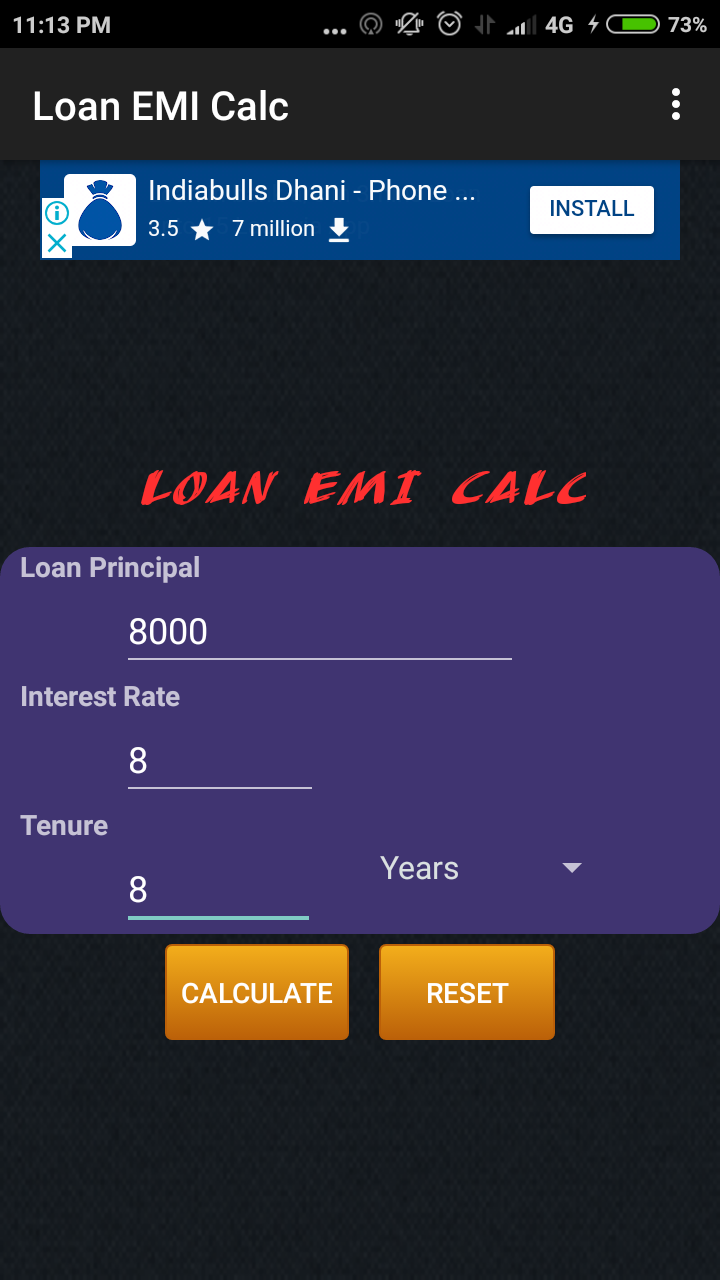 11:13 PM 4G 73%
Loan EMI Calc
Indiabulls Dhani - Phone ...
3.5 7 million
INSTALL
LOAN EMI CALC
Loan Principal
8000
Interest Rate
8
Tenure
8 Years
CALCULATE RESET